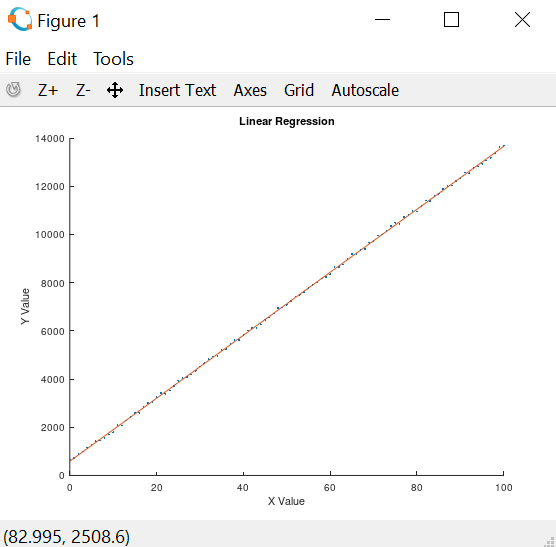 Figure 1
File Edit Tools
Z+ Z- Insert Text Axes Grid Autoscale
Linear Regression
14000
12000
10000
8000
6000
4000
2000
0
Y Value
0 20 40 60 80 100
X Value
(82.995, 2508.6)